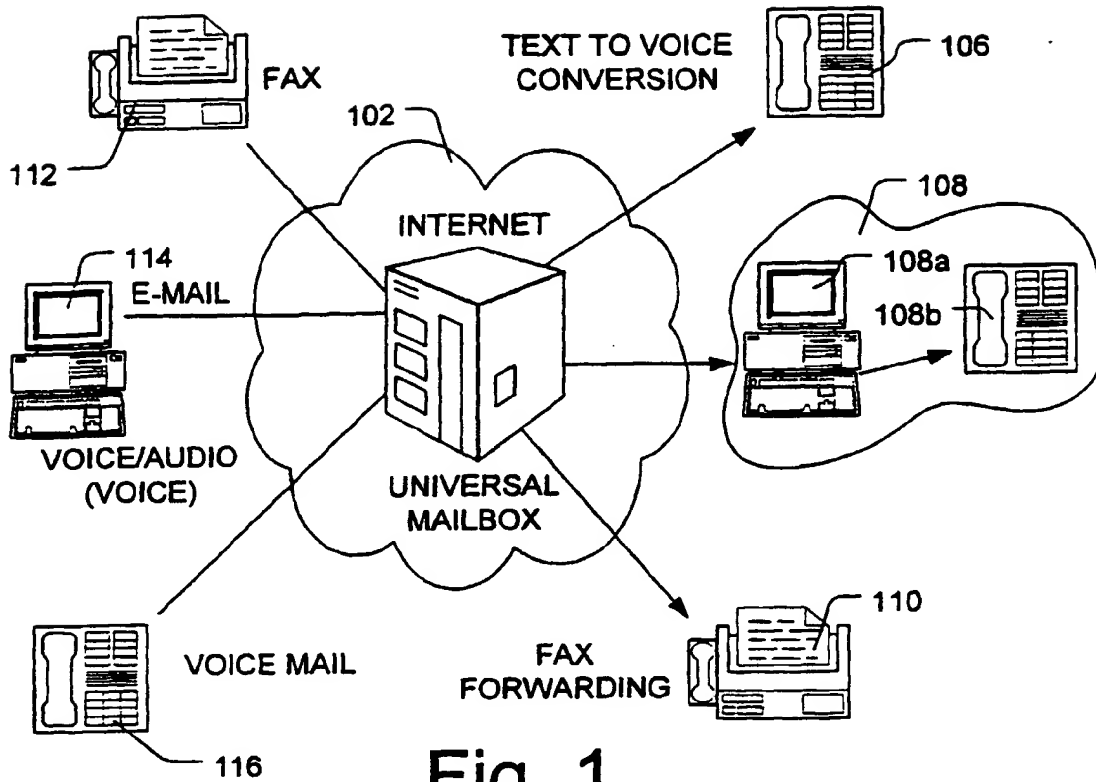 FAX
TEXT TO VOICE
CONVERSION
106
102
112
INTERNET
108
114
E-MAIL
108a
108b
VOICE/AUDIO
(VOICE)
UNIVERSAL
MAILBOX
110
VOICE MAIL
FAX
FORWARDING
116
Fig. 1